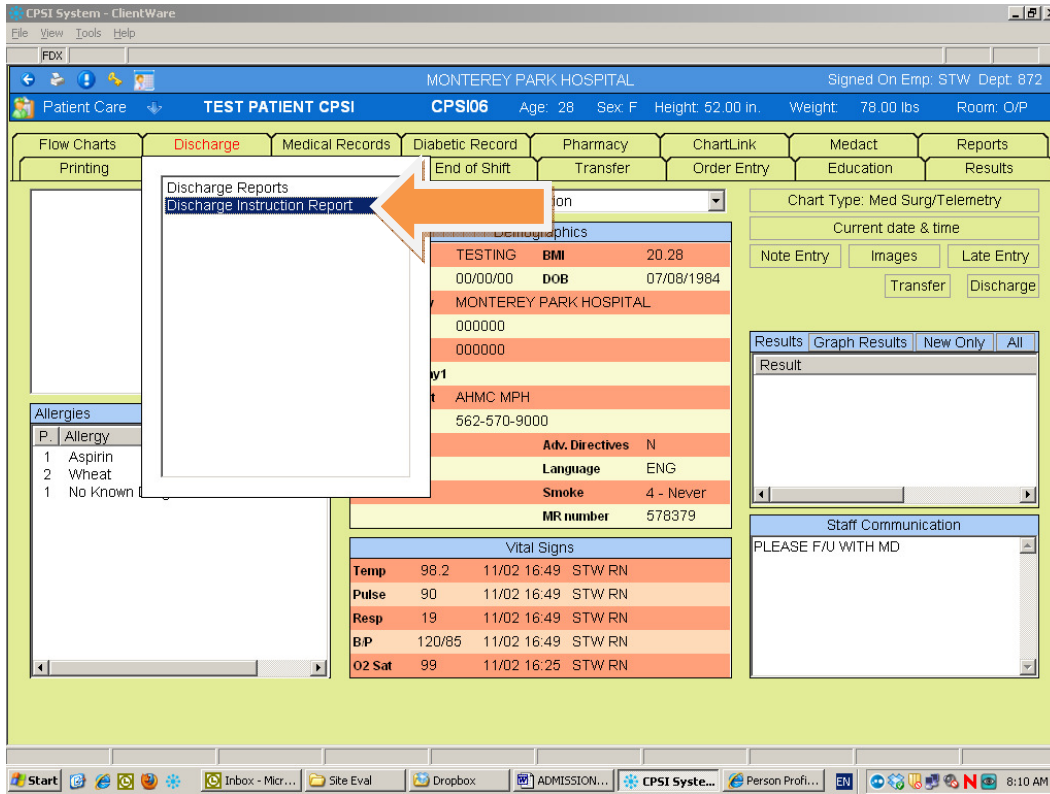 CPSI System - ClientWare
File View Tools Help
FDX
MONTEREY PARK HOSPITAL Signed On Emp: STW Dept: 872
Patient Care TEST PATIENT CPSI CPSI06 Age: 28 Sex: F Height: 52.00 in. Weight: 78.00 lbs Room: O/P
Flow Charts Discharge Medical Records Diabetic Record Pharmacy ChartLink Medact Reports
Printing End of Shift Transfer Order Entry Education Results
Discharge Reports
Discharge Instruction Report
ion
Demographics
TESTING BMI 20.28
00/00/00 DOB 07/08/1984
MONTEREY PARK HOSPITAL
000000
000000
ay1
t AHMC MPH
562-570-9000
Adv. Directives N
Language ENG
Smoke 4 - Never
MR number 578379
Allergies
P. Allergy
1 Aspirin
2 Wheat
1 No Known
Vital Signs
Temp 98.2 11/02 16:49 STW RN
Pulse 90 11/02 16:49 STW RN
Resp 19 11/02 16:49 STW RN
B/P 120/85 11/02 16:49 STW RN
O2 Sat 99 11/02 16:25 STW RN
Chart Type: Med Surg/Telemetry
Current date & time
Note Entry Images Late Entry
Transfer Discharge
Results Graph Results New Only All
Result
Staff Communication
PLEASE F/U WITH MD
Start Inbox - Micr... Site Eval Dropbox ADMISSION... CPSI Syste... Person Profi... EN 8:10 AM